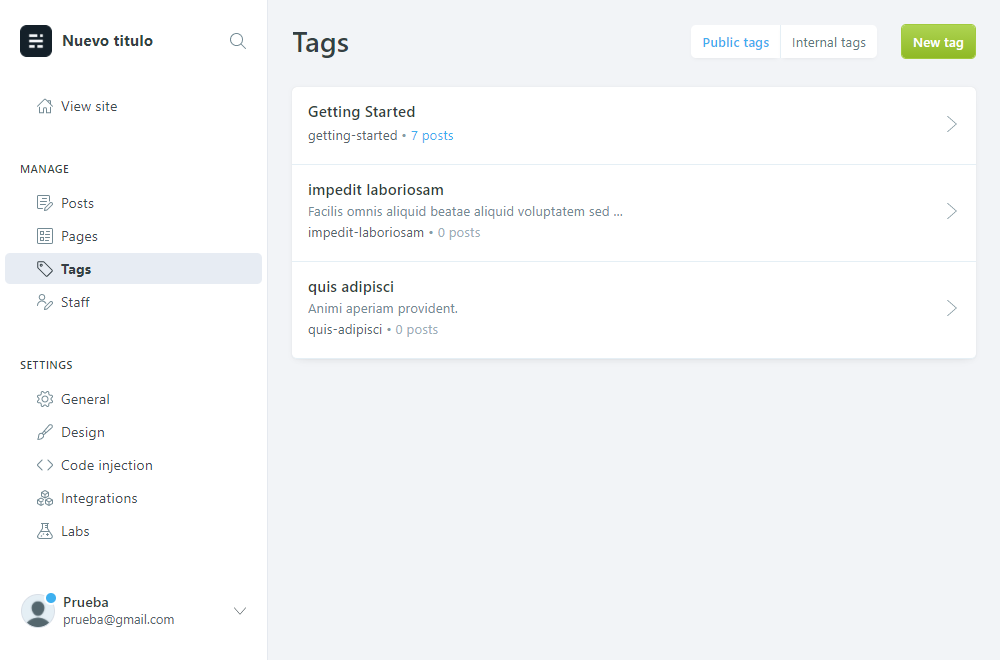 Nuevo titulo
View site
MANAGE
Posts
Pages
Tags
Staff
SETTINGS
General
Design
Code injection
Integrations
Labs
Prueba
prueba@gmail.com
Tags
Public tags
Internal tags
New tag
Getting Started
getting-started • 7 posts
impedit laboriosam
Facilis omnis aliquid beatae aliquid voluptatem sed ...
impedit-laboriosam • 0 posts
quis adipisci
Animi aperiam provident.
quis-adipisci • 0 posts